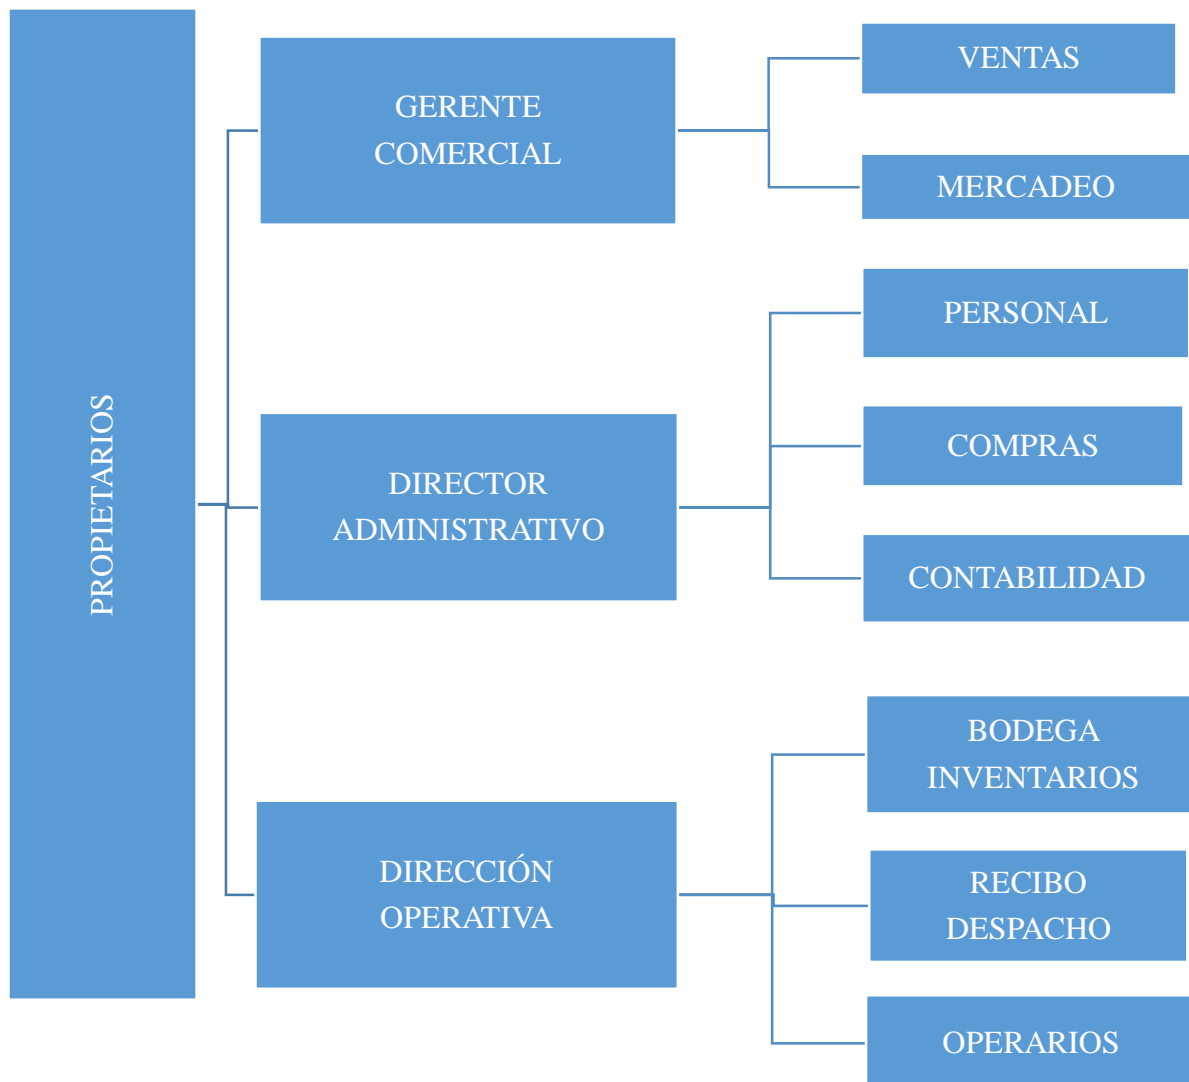 PROPIETARIOS
GERENTE
COMERCIAL
VENTAS
MERCADEO
DIRECTOR
ADMINISTRATIVO
PERSONAL
COMPRAS
CONTABILIDAD
DIRECCIÓN
OPERATIVA
BODEGA
INVENTARIOS
RECIBO
DESPACHO
OPERARIOS